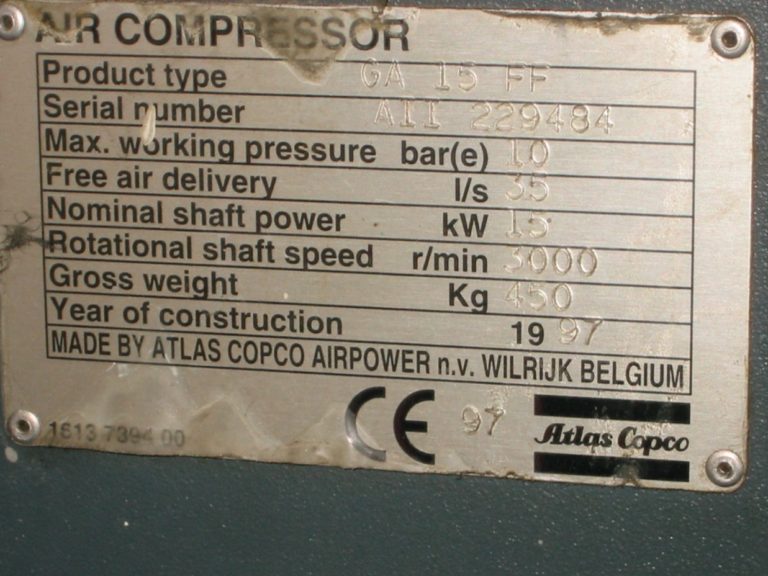 AIR COMPRESSOR
Product type GA 15 FF
Serial number AII 229484
Max. working pressure bar(e) 10
Free air delivery l/s 35
Nominal shaft power kW 15
Rotational shaft speed r/min 3000
Gross weight Kg 450
Year of construction 1997
MADE BY ATLAS COPCO AIRPOWER n.v. WILRIJK BELGIUM
1613 7394 00 CE 97 Atlas Copco